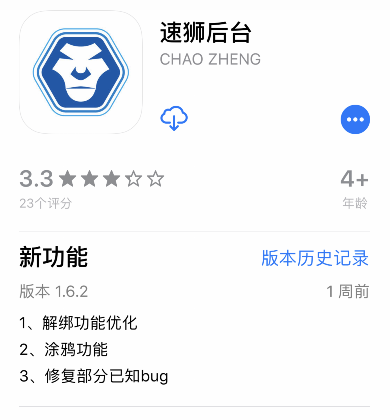 速狮后台
CHAO ZHENG
3.3
4+
23个评分
年龄
新功能
版本历史记录
版本 1.6.2
1 周前
1、解绑功能优化
2、涂鸦功能
3、修复部分已知bug